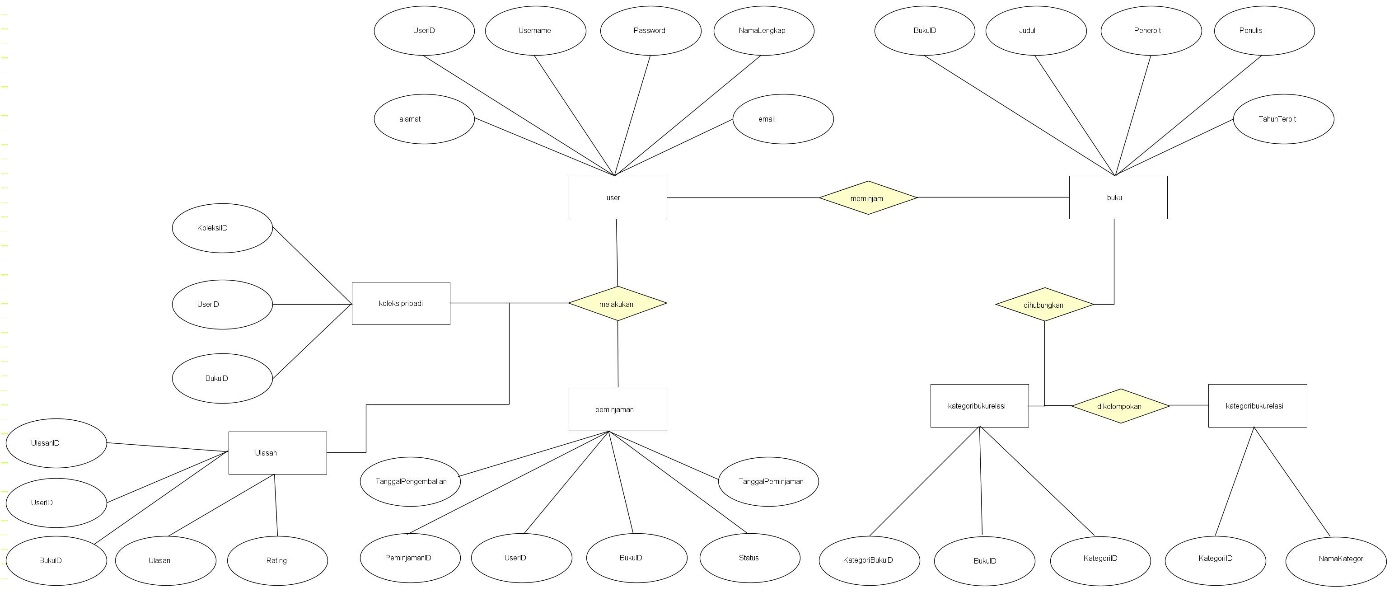 UserID
Username
Password
NamaLengkap
BukuID
Judul
Penerbit
Penulis
alamat
email
TahunTerbit
user
meminjam
buku
KoleksiID
UserID
koleksipribadi
melakukan
dihubungkan
BukuID
peminjaman
kategoribukurelasi
dikelompokan
kategoribukurelasi
UlasanID
Ulasan
TanggalPengembalian
TanggalPeminjaman
UserID
BukuID
Ulasan
Rating
PeminjamanID
UserID
BukuID
Status
KategoriBukuID
BukuID
KategoriID
KategoriID
NamaKategori